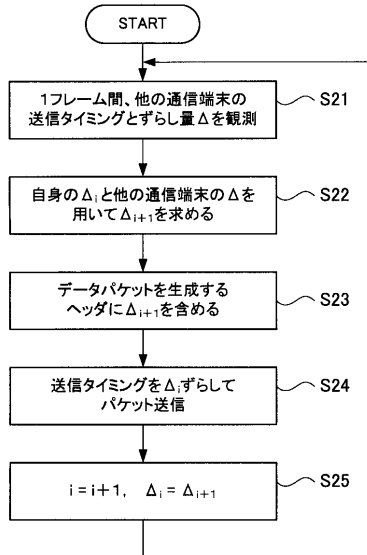 START
1フレーム間、他の通信端末の
送信タイミングとずらし量Δを観測
S21
自身のΔiと他の通信端末のΔを
用いてΔi+1を求める
S22
データパケットを生成する
ヘッダにΔi+1を含める
S23
送信タイミングをΔiずらして
パケット送信
S24
i=i+1, Δi=Δi+1
S25